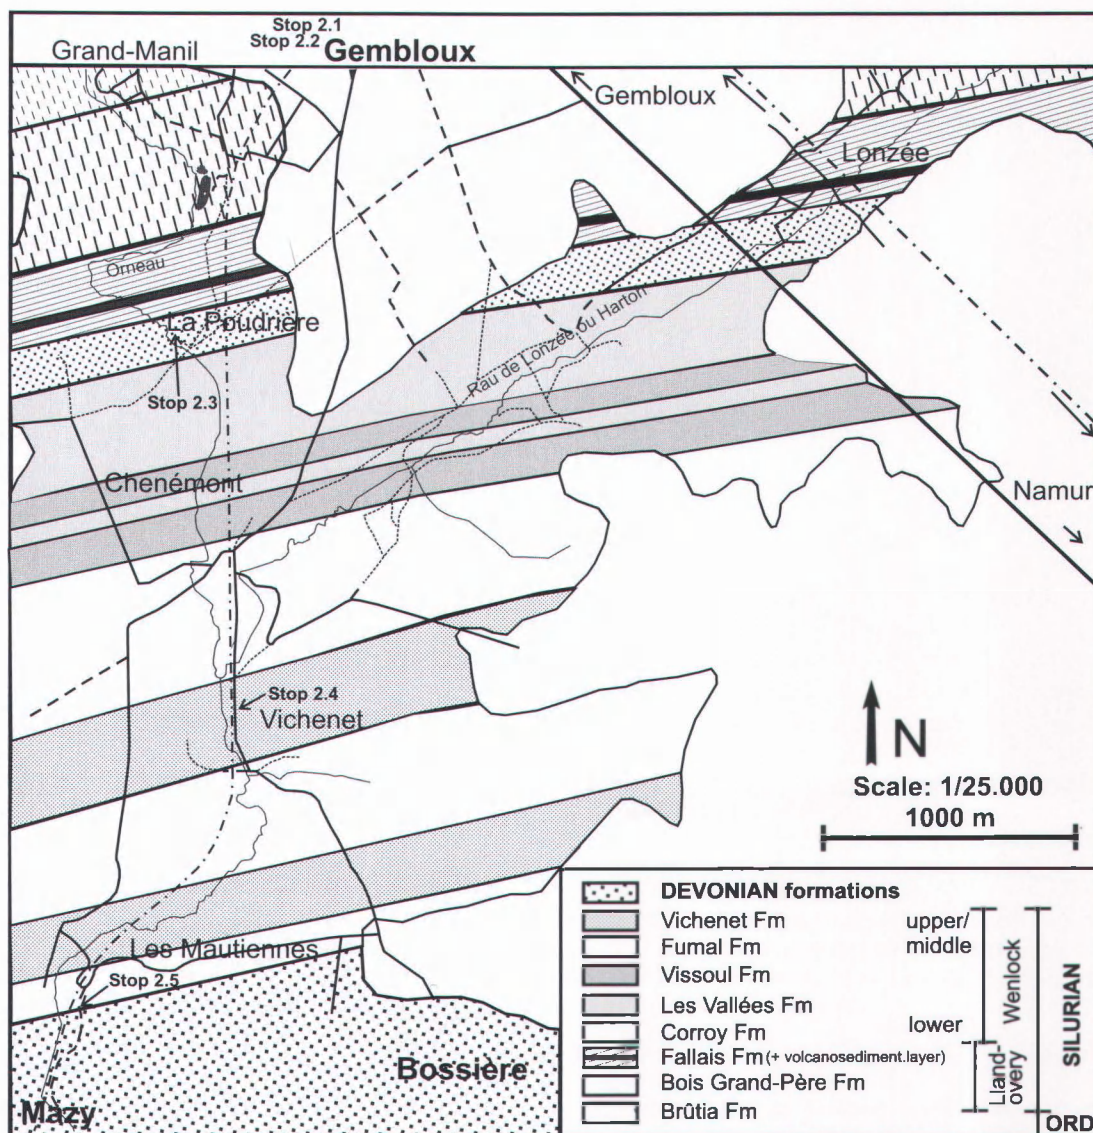 Stop 2.1
Stop 2.2
Grand-Manil
Gembloux
Gembloux
Lonzée
Orneau
La Poudrière
Rau de Lonzée ou Harton
Stop 2.3
Chenémont
Namur
Stop 2.4
Vichenet
N
Scale: 1/25.000
1000 m
Les Mautiennes
Stop 2.5
Bossière
Mazy
DEVONIAN formations
Vichenet Fm
upper/
Fumal Fm
middle
Vissoul Fm
Les Vallées Fm
Corroy Fm
lower
Fallais Fm (+ volcanosediment.layer)
Bois Grand-Père Fm
Brûtia Fm
Wenlock
Lland-
overy
SILURIAN
ORD